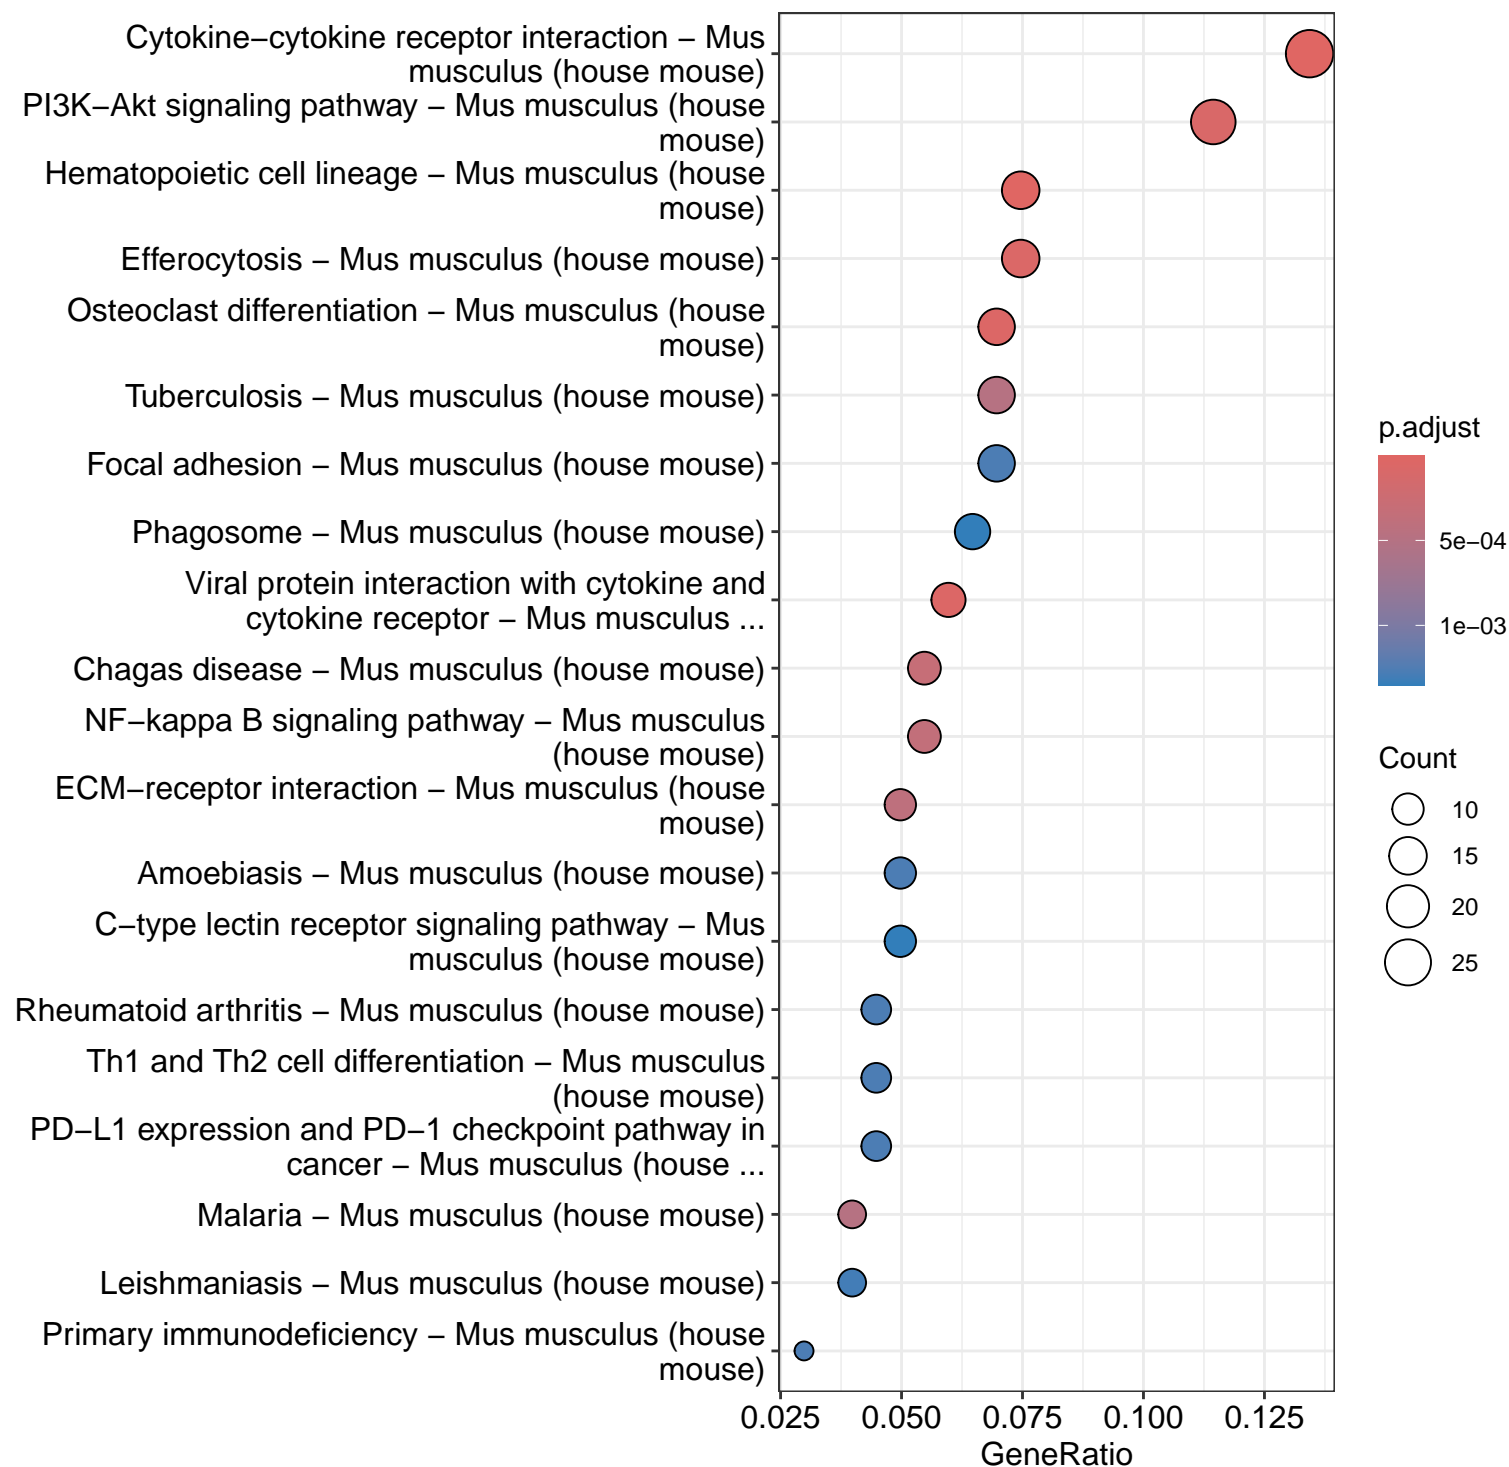 Cytokine−cytokine receptor interaction − Mus
musculus (house mouse)
PI3K−Akt signaling pathway − Mus musculus (house
mouse)
Hematopoietic cell lineage − Mus musculus (house
mouse)
Efferocytosis − Mus musculus (house mouse)
Osteoclast differentiation − Mus musculus (house
mouse)
Tuberculosis − Mus musculus (house mouse)
Focal adhesion − Mus musculus (house mouse)
Phagosome − Mus musculus (house mouse)
Viral protein interaction with cytokine and
cytokine receptor − Mus musculus ...
Chagas disease − Mus musculus (house mouse)
NF−kappa B signaling pathway − Mus musculus
(house mouse)
ECM−receptor interaction − Mus musculus (house
mouse)
Amoebiasis − Mus musculus (house mouse)
C−type lectin receptor signaling pathway − Mus
musculus (house mouse)
Rheumatoid arthritis − Mus musculus (house mouse)
Th1 and Th2 cell differentiation − Mus musculus
(house mouse)
PD−L1 expression and PD−1 checkpoint pathway in
cancer − Mus musculus (house ...
Malaria − Mus musculus (house mouse)
Leishmaniasis − Mus musculus (house mouse)
Primary immunodeficiency − Mus musculus (house
mouse)
0.025 0.050 0.075 0.100 0.125
GeneRatio
p.adjust
5e−04
1e−03
Count
10
15
20
25